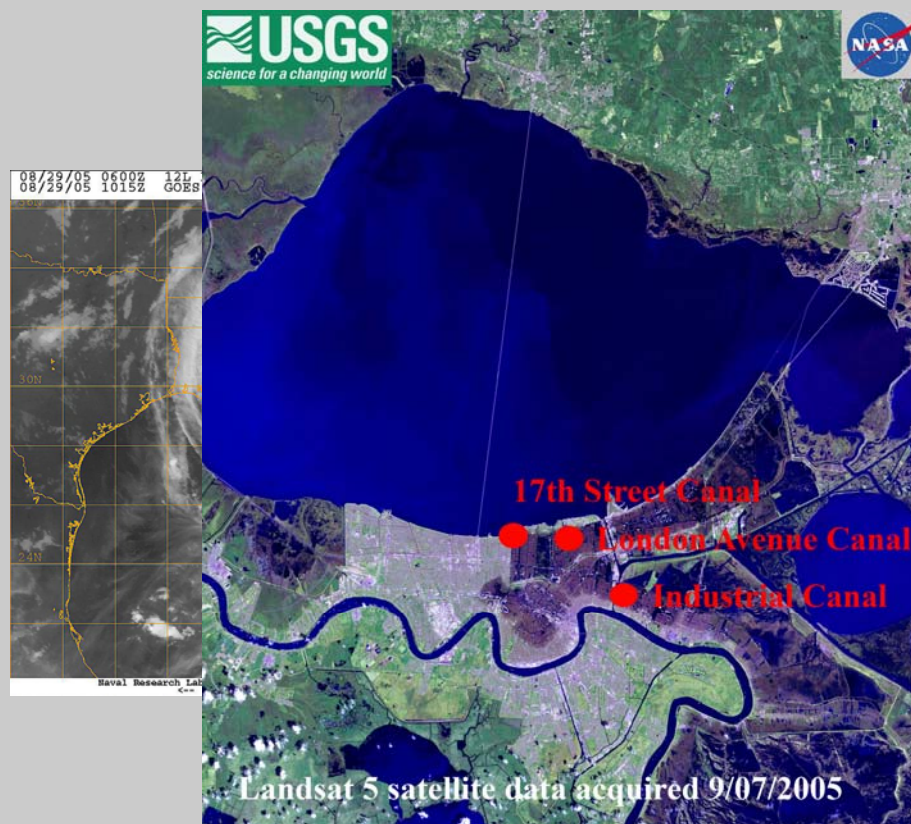 USGS
science for a changing world
NASA
08/29/05 0600Z 12L
08/29/05 1015Z GOES
30N
24N
17th Street Canal
London Avenue Canal
Industrial Canal
Naval Research Lab
<--
Landsat 5 satellite data acquired 9/07/2005